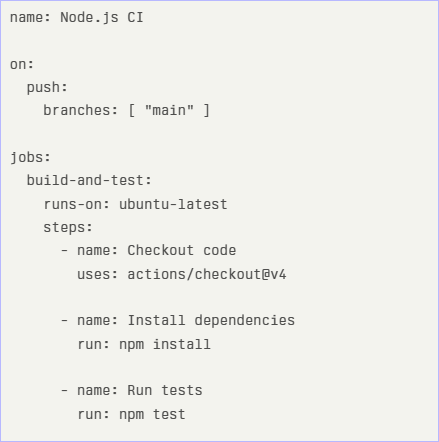 name: Node.js CI

on:
  push:
    branches: [ "main" ]

jobs:
  build-and-test:
    runs-on: ubuntu-latest
    steps:
      - name: Checkout code
        uses: actions/checkout@v4

      - name: Install dependencies
        run: npm install

      - name: Run tests
        run: npm test